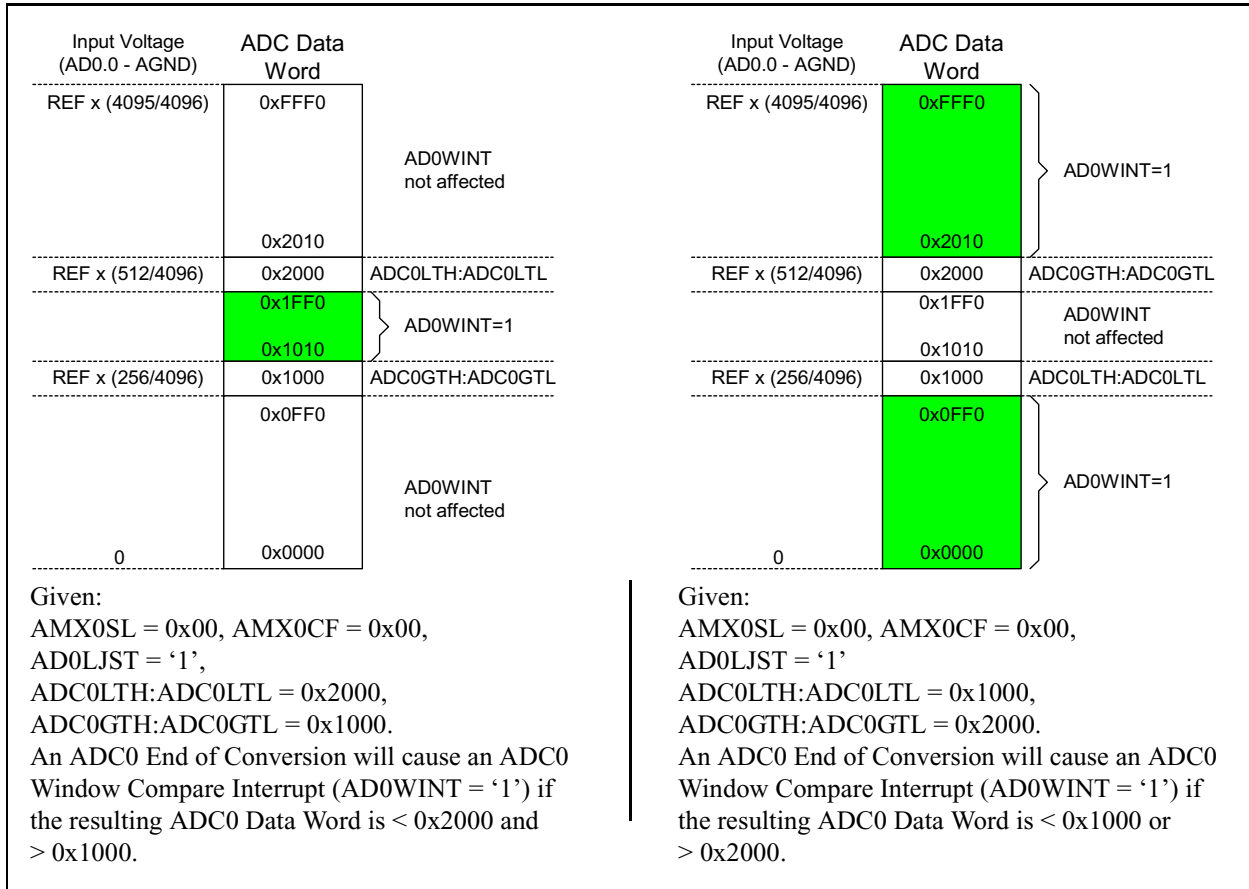 Input Voltage
(AD0.0 - AGND)
ADC Data
Word
REF x (4095/4096)
0xFFF0
AD0WINT
not affected
0x2010
REF x (512/4096)
0x2000
ADC0LTH:ADC0LTL
0x1FF0
AD0WINT=1
0x1010
REF x (256/4096)
0x1000
ADC0GTH:ADC0GTL
0x0FF0
AD0WINT
not affected
0
0x0000
Given:
AMX0SL = 0x00, AMX0CF = 0x00,
AD0LJST = ‘1’,
ADC0LTH:ADC0LTL = 0x2000,
ADC0GTH:ADC0GTL = 0x1000.
An ADC0 End of Conversion will cause an ADC0
Window Compare Interrupt (AD0WINT = ‘1’) if
the resulting ADC0 Data Word is < 0x2000 and
> 0x1000.
Input Voltage
(AD0.0 - AGND)
ADC Data
Word
REF x (4095/4096)
0xFFF0
AD0WINT=1
0x2010
REF x (512/4096)
0x2000
ADC0GTH:ADC0GTL
0x1FF0
AD0WINT
not affected
0x1010
REF x (256/4096)
0x1000
ADC0LTH:ADC0LTL
0x0FF0
AD0WINT=1
0
0x0000
Given:
AMX0SL = 0x00, AMX0CF = 0x00,
AD0LJST = ‘1’
ADC0LTH:ADC0LTL = 0x1000,
ADC0GTH:ADC0GTL = 0x2000.
An ADC0 End of Conversion will cause an ADC0
Window Compare Interrupt (AD0WINT = ‘1’) if
the resulting ADC0 Data Word is < 0x1000 or
> 0x2000.